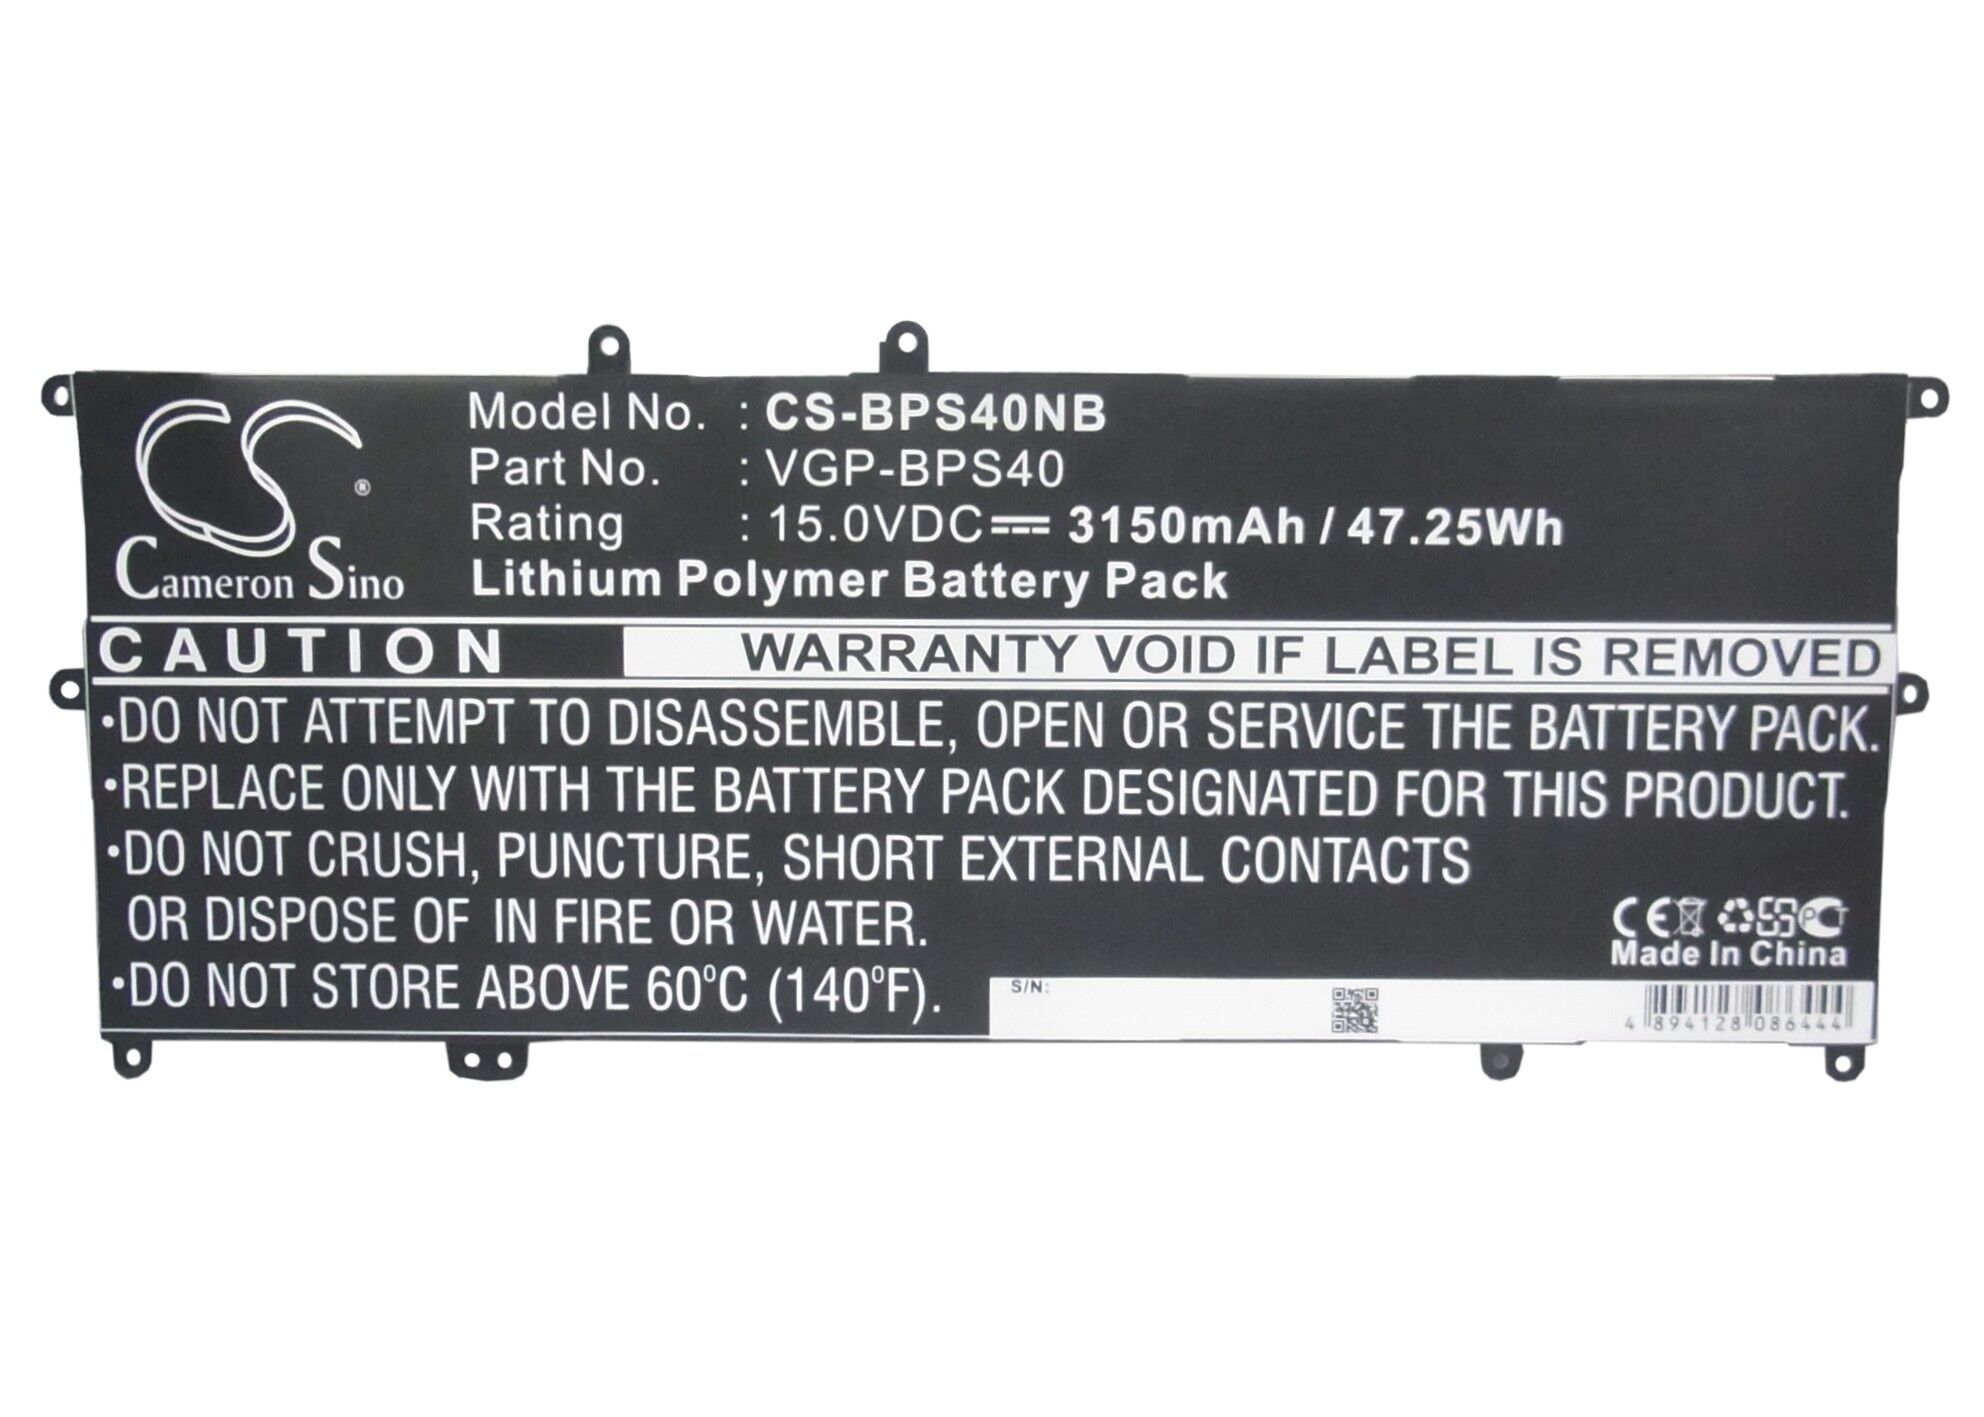 CS®
Cameron Sino
Model No. : CS-BPS40NB
Part No. : VGP-BPS40
Rating : 15.0VDC 3150mAh / 47.25Wh
Lithium Polymer Battery Pack
CAUTION WARRANTY VOID IF LABEL IS REMOVED
•DO NOT ATTEMPT TO DISASSEMBLE, OPEN OR SERVICE THE BATTERY PACK.
•REPLACE ONLY WITH THE BATTERY PACK DESIGNATED FOR THIS PRODUCT.
•DO NOT CRUSH, PUNCTURE, SHORT EXTERNAL CONTACTS
OR DISPOSE OF IN FIRE OR WATER.
•DO NOT STORE ABOVE 60°C (140°F).
CE PCT
Made In China
S/N:
4 894128 086444